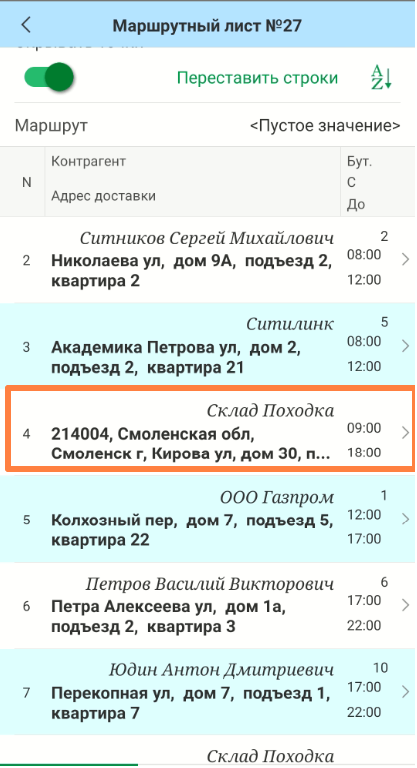 Маршрутный лист №27
Скрывать точки
Переставить строки
A
Z
Маршрут <Пустое значение>
N Контрагент Бут.
Адрес доставки С
До
Ситников Сергей Михайлович 2
2 Николаева ул, дом 9А, подъезд 2, 08:00
квартира 2 12:00
Ситилинк 5
3 Академика Петрова ул, дом 2, 08:00
подъезд 2, квартира 21 12:00
Склад Походка
4 214004, Смоленская обл, 09:00
Смоленск г, Кирова ул, дом 30, п... 18:00
ООО Газпром 1
5 Колхозный пер, дом 7, подъезд 5, 12:00
квартира 22 17:00
Петров Василий Викторович 6
6 Петра Алексеева ул, дом 1а, 17:00
подъезд 2, квартира 3 22:00
Юдин Антон Дмитриевич 10
7 Перекопная ул, дом 7, подъезд 1, 17:00
квартира 7 22:00
Склад Походка